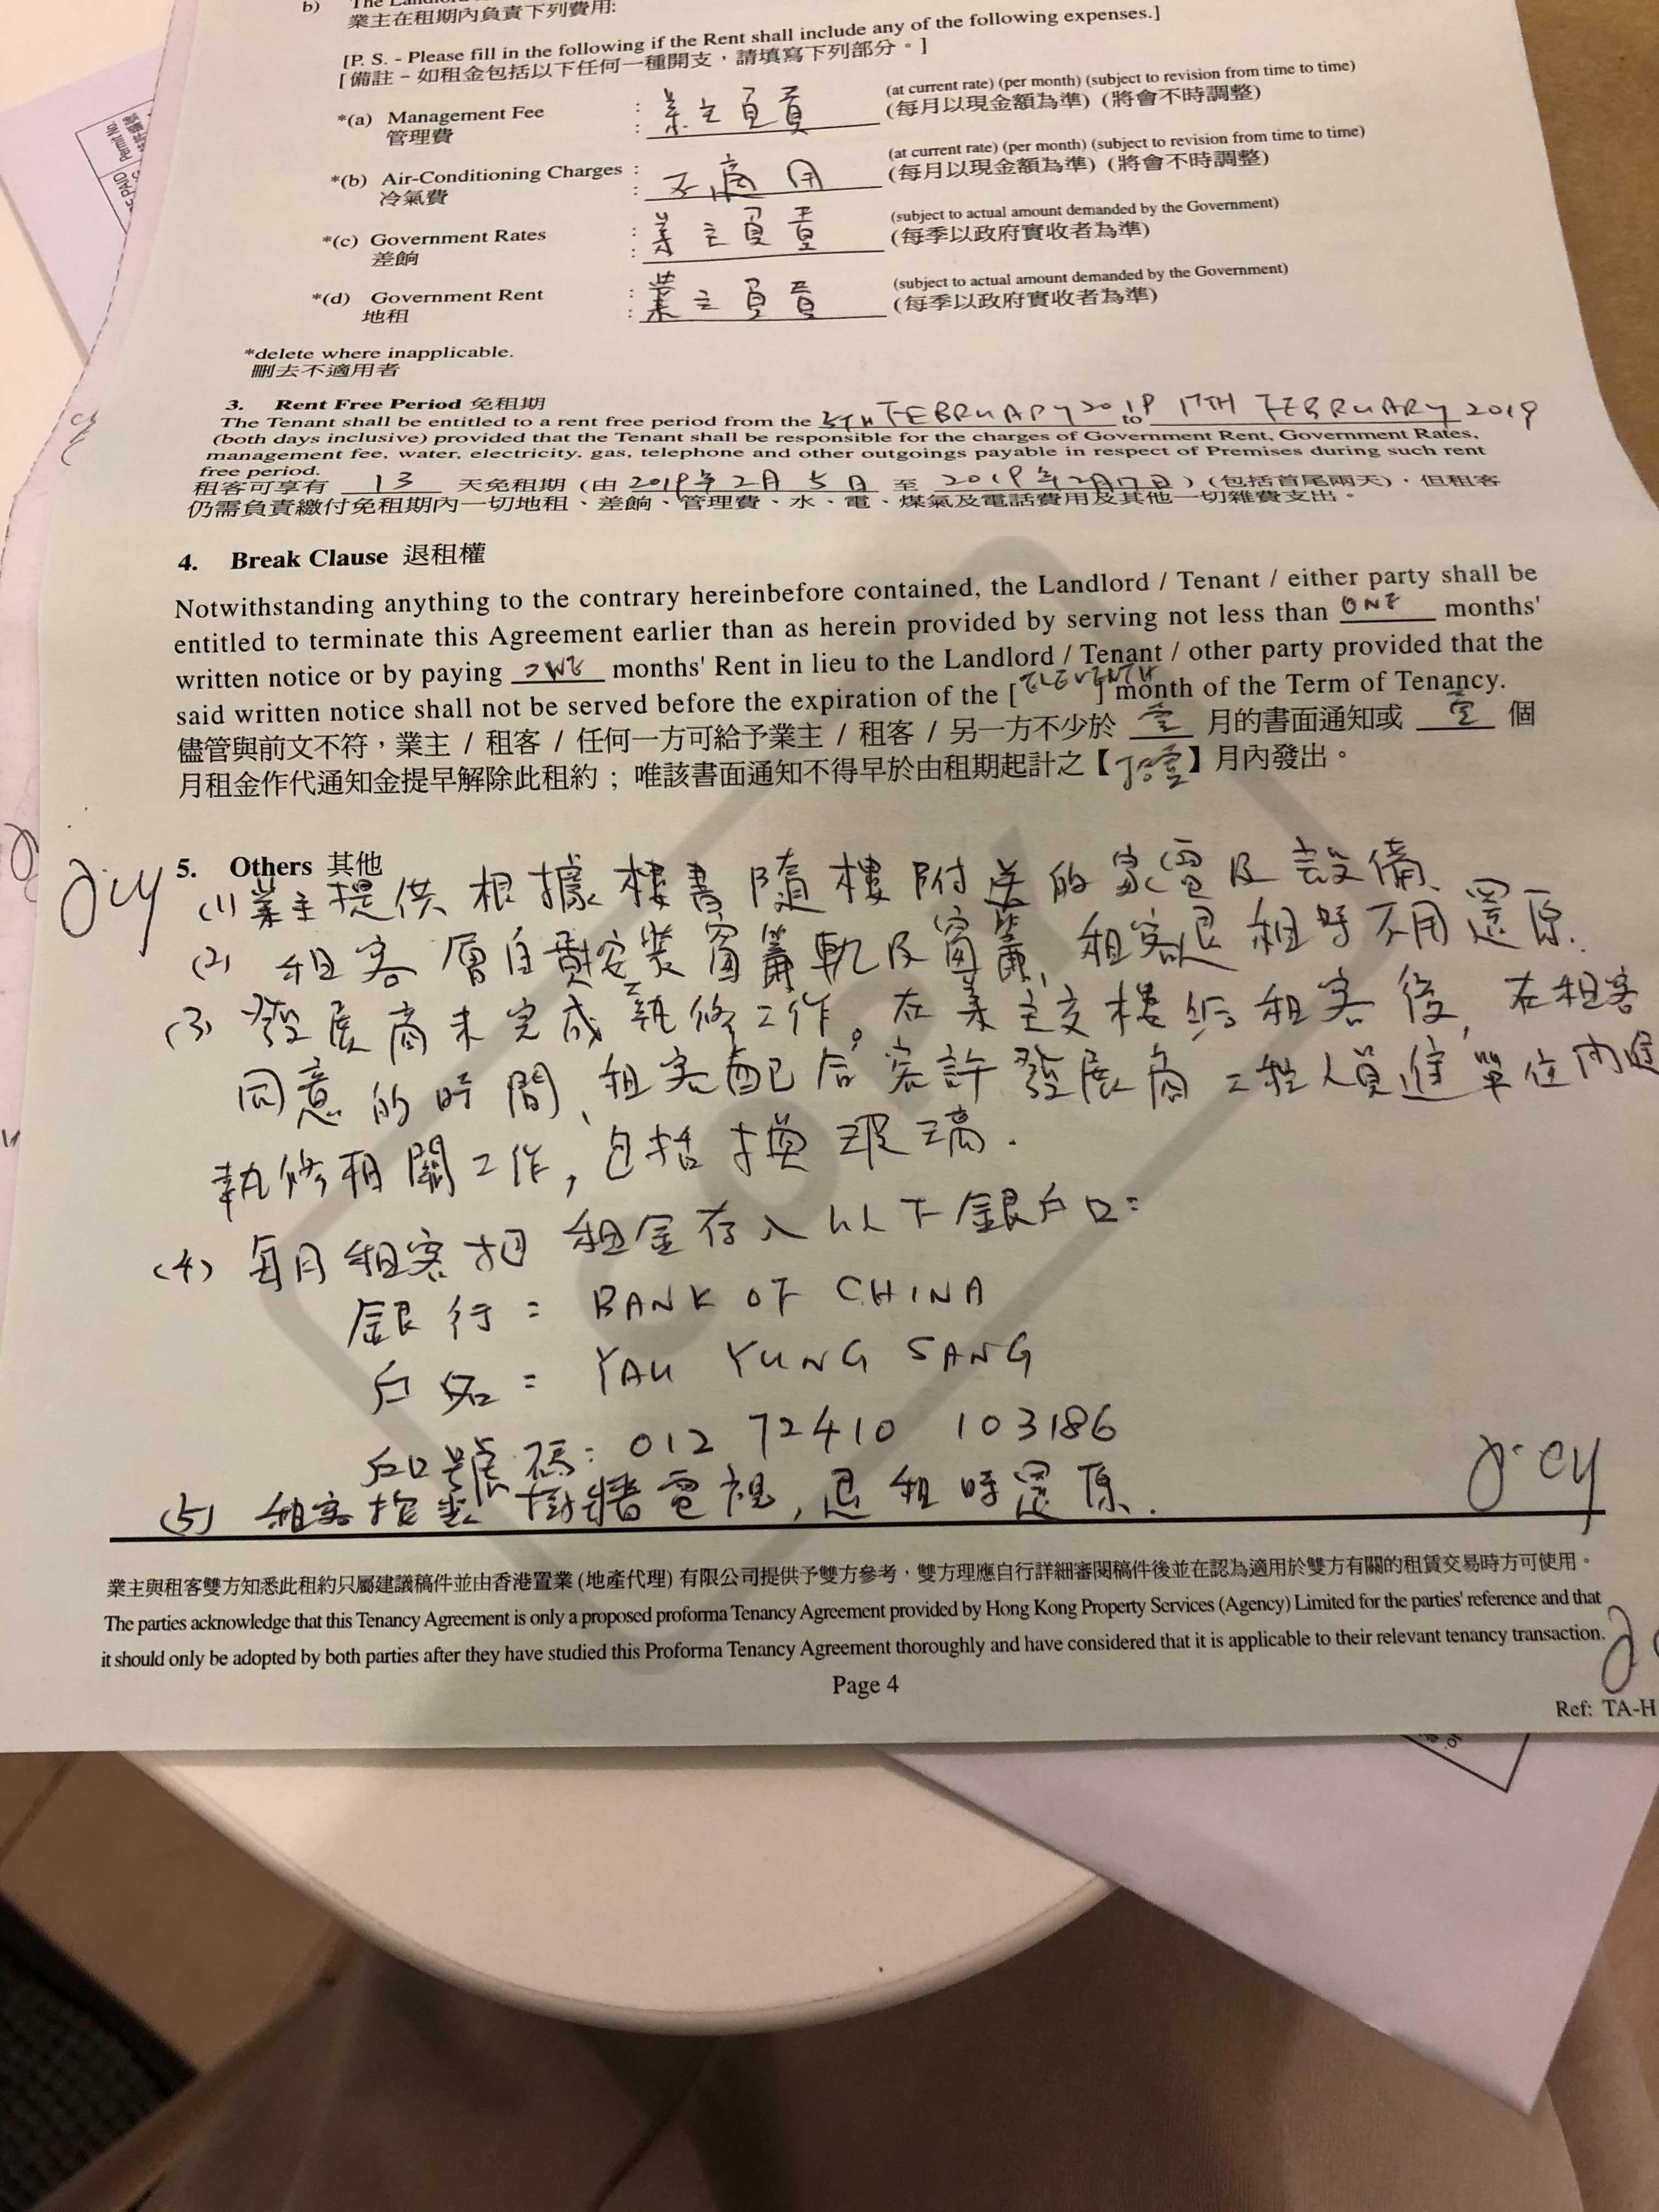 b)
業主在租期內負責下列費用:
[P. S. - Please fill in the following if the Rent shall include any of the following expenses.]
[備註 – 如租金包括以下任何一種開支，請填寫下列部分。]
*(a) Management Fee : 業主負責 (at current rate) (per month) (subject to revision from time to time)
管理費 : (每月以現金額為準) (將會不時調整)
*(b) Air-Conditioning Charges : 不適用 (at current rate) (per month) (subject to revision from time to time)
冷氣費 : (每月以現金額為準) (將會不時調整)
*(c) Government Rates : 業主負責 (subject to actual amount demanded by the Government)
差餉 : (每季以政府實收者為準)
*(d) Government Rent : 業主負責 (subject to actual amount demanded by the Government)
地租 : (每季以政府實收者為準)
*delete where inapplicable.
刪去不適用者
3. Rent Free Period 免租期
The Tenant shall be entitled to a rent free period from the 5TH FEBRUARY 2019 to 17TH FEBRUARY 2019
(both days inclusive) provided that the Tenant shall be responsible for the charges of Government Rent, Government Rates,
management fee, water, electricity, gas, telephone and other outgoings payable in respect of Premises during such rent
free period.
租客可享有 13 天免租期 (由 2019年2月5日 至 2019年2月17日) (包括首尾兩天)．但租客
仍需負責繳付免租期內一切地租、差餉、管理費、水、電、煤氣及電話費用及其他一切雜費支出。
4. Break Clause 退租權
Notwithstanding anything to the contrary hereinbefore contained, the Landlord / Tenant / either party shall be
entitled to terminate this Agreement earlier than as herein provided by serving not less than ONE months'
written notice or by paying ONE months' Rent in lieu to the Landlord / Tenant / other party provided that the
said written notice shall not be served before the expiration of the [ELEVENTH] month of the Term of Tenancy.
儘管與前文不符，業主 / 租客 / 任何一方可給予業主 / 租客 / 另一方不少於 壹 月的書面通知或 壹 個
月租金作代通知金提早解除此租約；唯該書面通知不得早於由租期起計之【拾壹】月內發出。
5. Others 其他
(1) 業主提供根據樓書隨樓附送的家電及設備、
(2) 租客 自費安裝窗簾軌及窗簾、租客退租時不用還原.
(3) 發展商未完成執修工作。在業主交樓給租客後，在租客
同意的時間、租客配合容許發展商工程人員進單位內
執修相關工作，包括換玻璃.
(4) 每月租客把租金存入以下銀戶口:
銀行: BANK OF CHINA
戶名: YAU YUNG SANG
戶口號碼: 012 72410 103186
(5) 租客 掛牆電視，退租時還原.
業主與租客雙方知悉此租約只屬建議稿件並由香港置業 (地產代理) 有限公司提供予雙方參考，雙方理應自行詳細審閱稿件後並在認為適用於雙方有關的租賃交易時方可使用。
The parties acknowledge that this Tenancy Agreement is only a proposed proforma Tenancy Agreement provided by Hong Kong Property Services (Agency) Limited for the parties' reference and that
it should only be adopted by both parties after they have studied this Proforma Tenancy Agreement thoroughly and have considered that it is applicable to their relevant tenancy transaction.
Page 4
Ref: TA-H